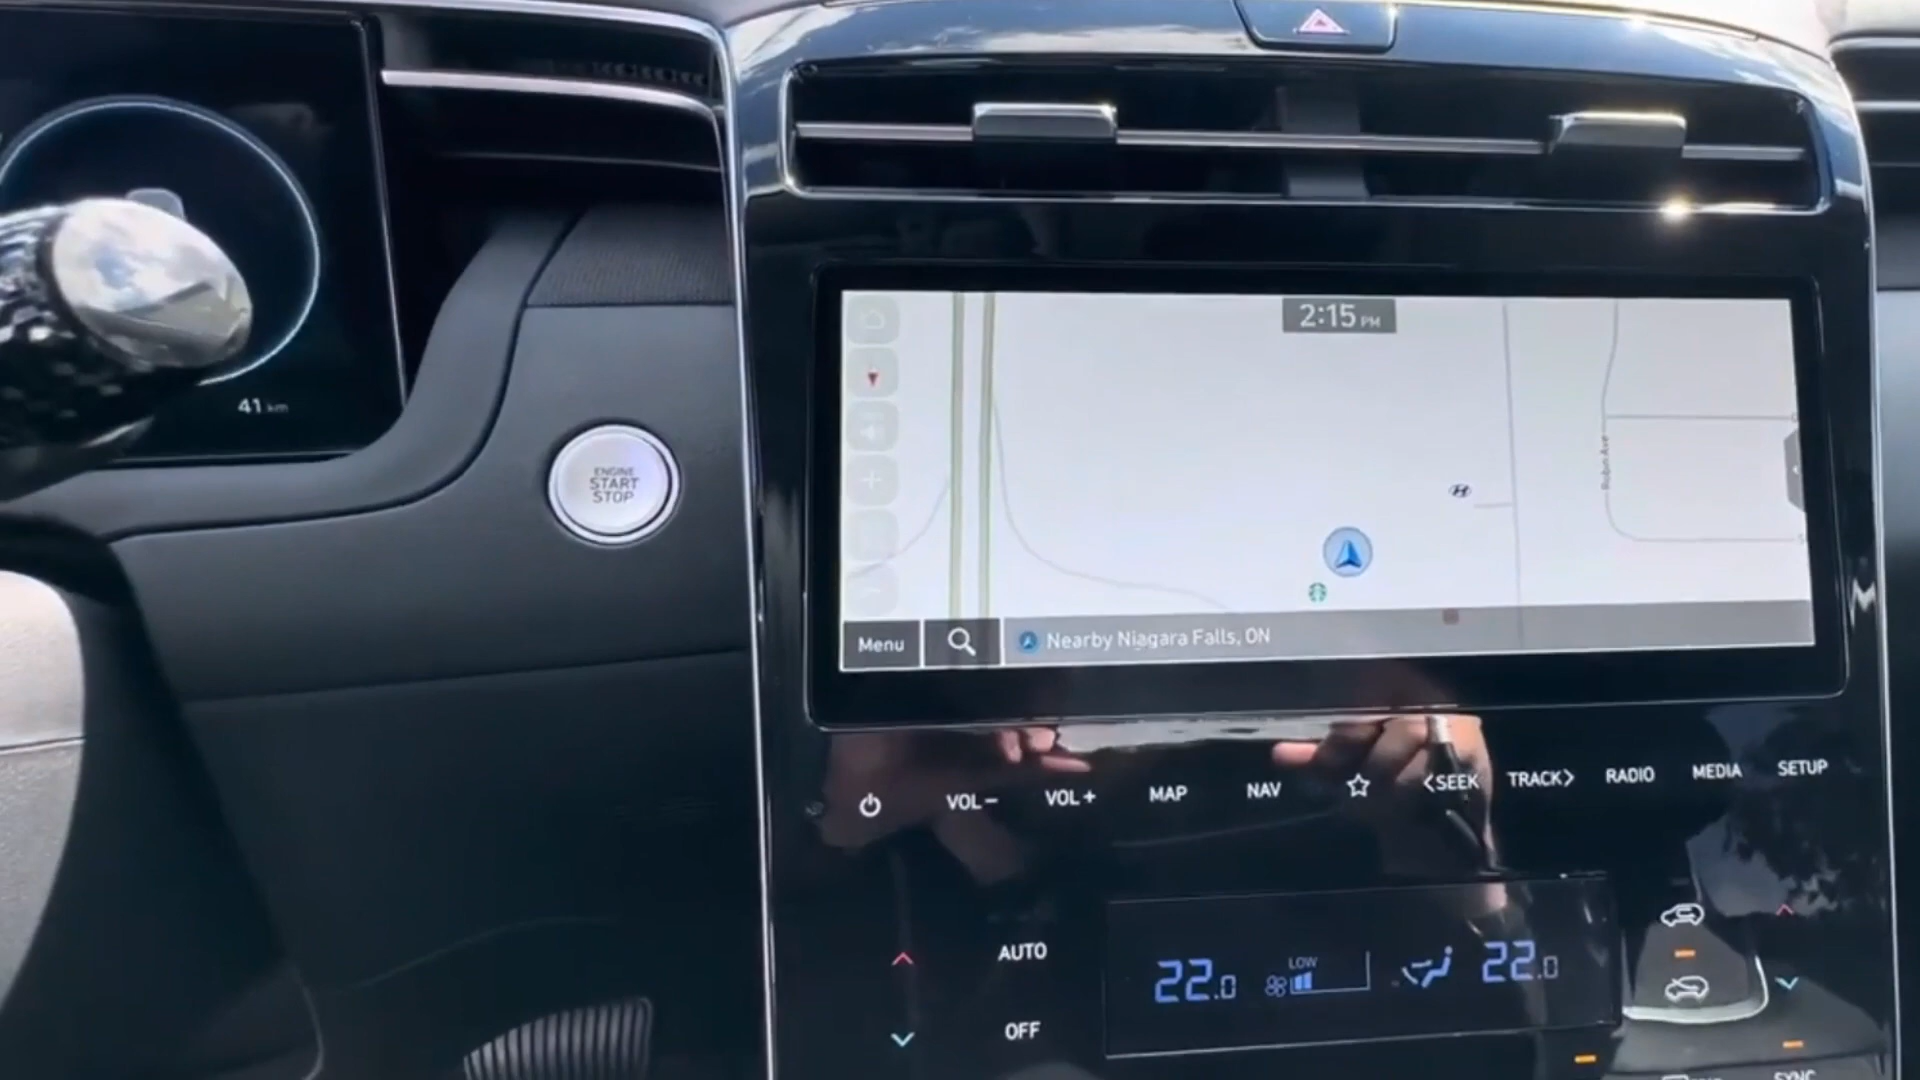 41 km
ENGINE
START
STOP
2:15 PM
Robin Ave
Menu
Nearby Niagara Falls, ON
VOL− VOL+ MAP NAV <SEEK TRACK> RADIO MEDIA SETUP
AUTO
22.0 LOW 22.0
OFF
SYNC